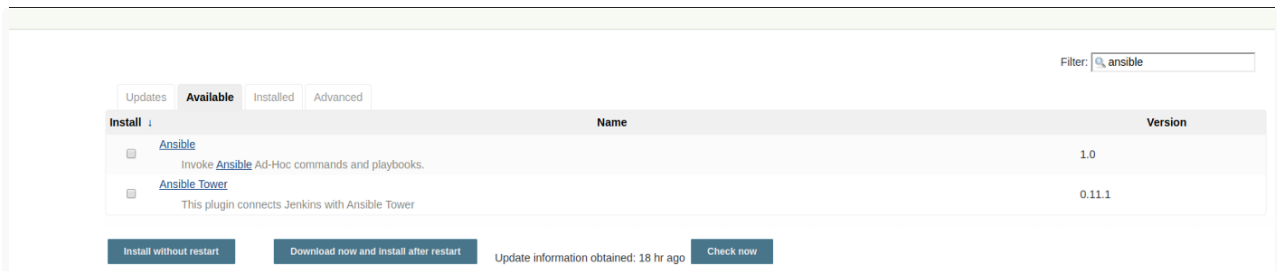 Filter: ansible
Updates Available Installed Advanced
Install ↓ Name Version
Ansible
Invoke Ansible Ad-Hoc commands and playbooks.
1.0
Ansible Tower
This plugin connects Jenkins with Ansible Tower
0.11.1
Install without restart Download now and install after restart Update information obtained: 18 hr ago Check now